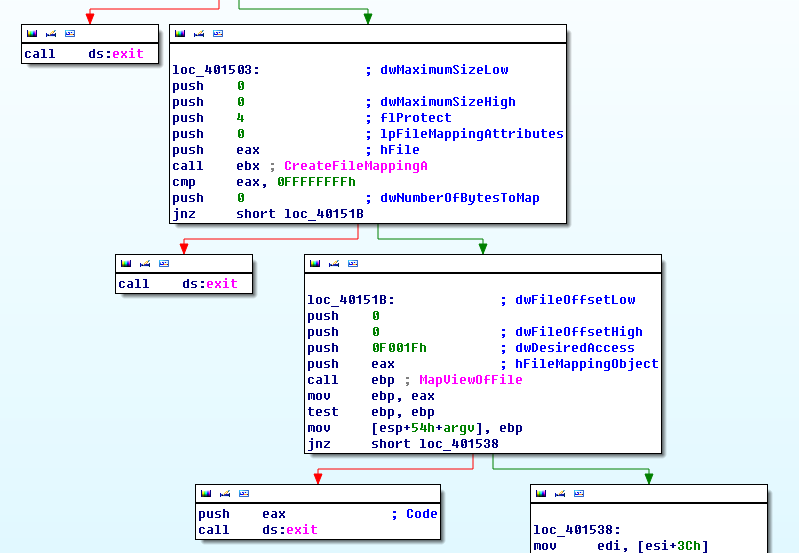 call ds:exit
loc_401503: ; dwMaximumSizeLow
push 0
push 0 ; dwMaximumSizeHigh
push 4 ; flProtect
push 0 ; lpFileMappingAttributes
push eax ; hFile
call ebx ; CreateFileMappingA
cmp eax, 0FFFFFFFFh
push 0 ; dwNumberOfBytesToMap
jnz short loc_40151B
call ds:exit
loc_40151B: ; dwFileOffsetLow
push 0
push 0 ; dwFileOffsetHigh
push 0F001Fh ; dwDesiredAccess
push eax ; hFileMappingObject
call ebp ; MapViewOfFile
mov ebp, eax
test ebp, ebp
mov [esp+54h+argv], ebp
jnz short loc_401538
push eax ; Code
call ds:exit
loc_401538:
mov edi, [esi+3Ch]